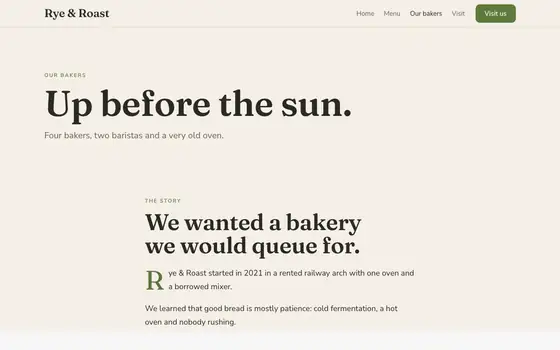 Rye & Roast
Home Menu Our bakers Visit Visit us
OUR BAKERS
Up before the sun.
Four bakers, two baristas and a very old oven.
THE STORY
We wanted a bakery
we would queue for.
Rye & Roast started in 2021 in a rented railway arch with one oven and
a borrowed mixer.
We learned that good bread is mostly patience: cold fermentation, a hot
oven and nobody rushing.